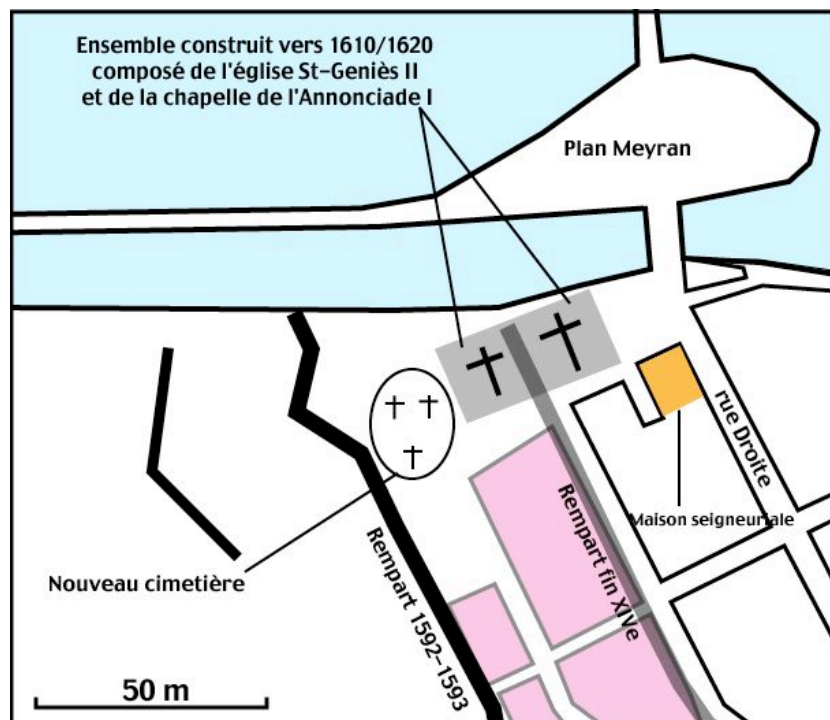 Ensemble construit vers 1610/1620
composé de l'église St-Geniès II
et de la chapelle de l'Annonciade I
Plan Meyran
rue Droite
Maison seigneuriale
Rempart fin XIVe
Rempart 1592-1593
Nouveau cimetière
50 m